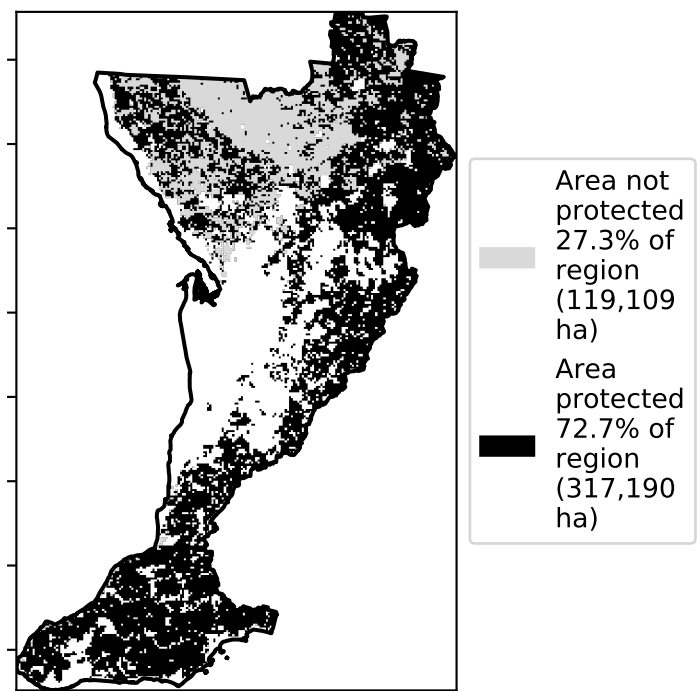 Area not
protected
27.3% of
region
(119,109
ha)
Area
protected
72.7% of
region
(317,190
ha)